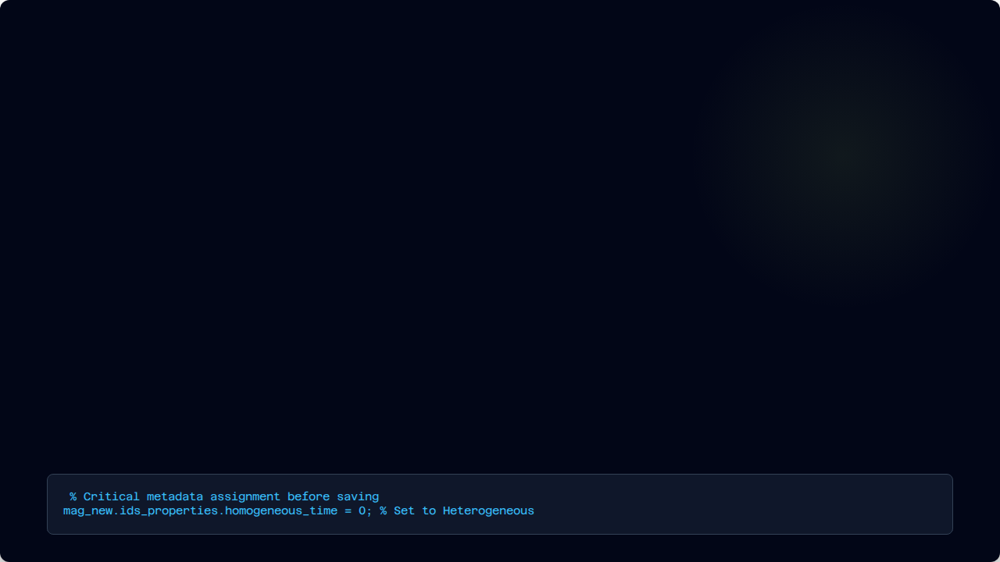 % Critical metadata assignment before saving
mag_new.ids_properties.homogeneous_time = 0; % Set to Heterogeneous